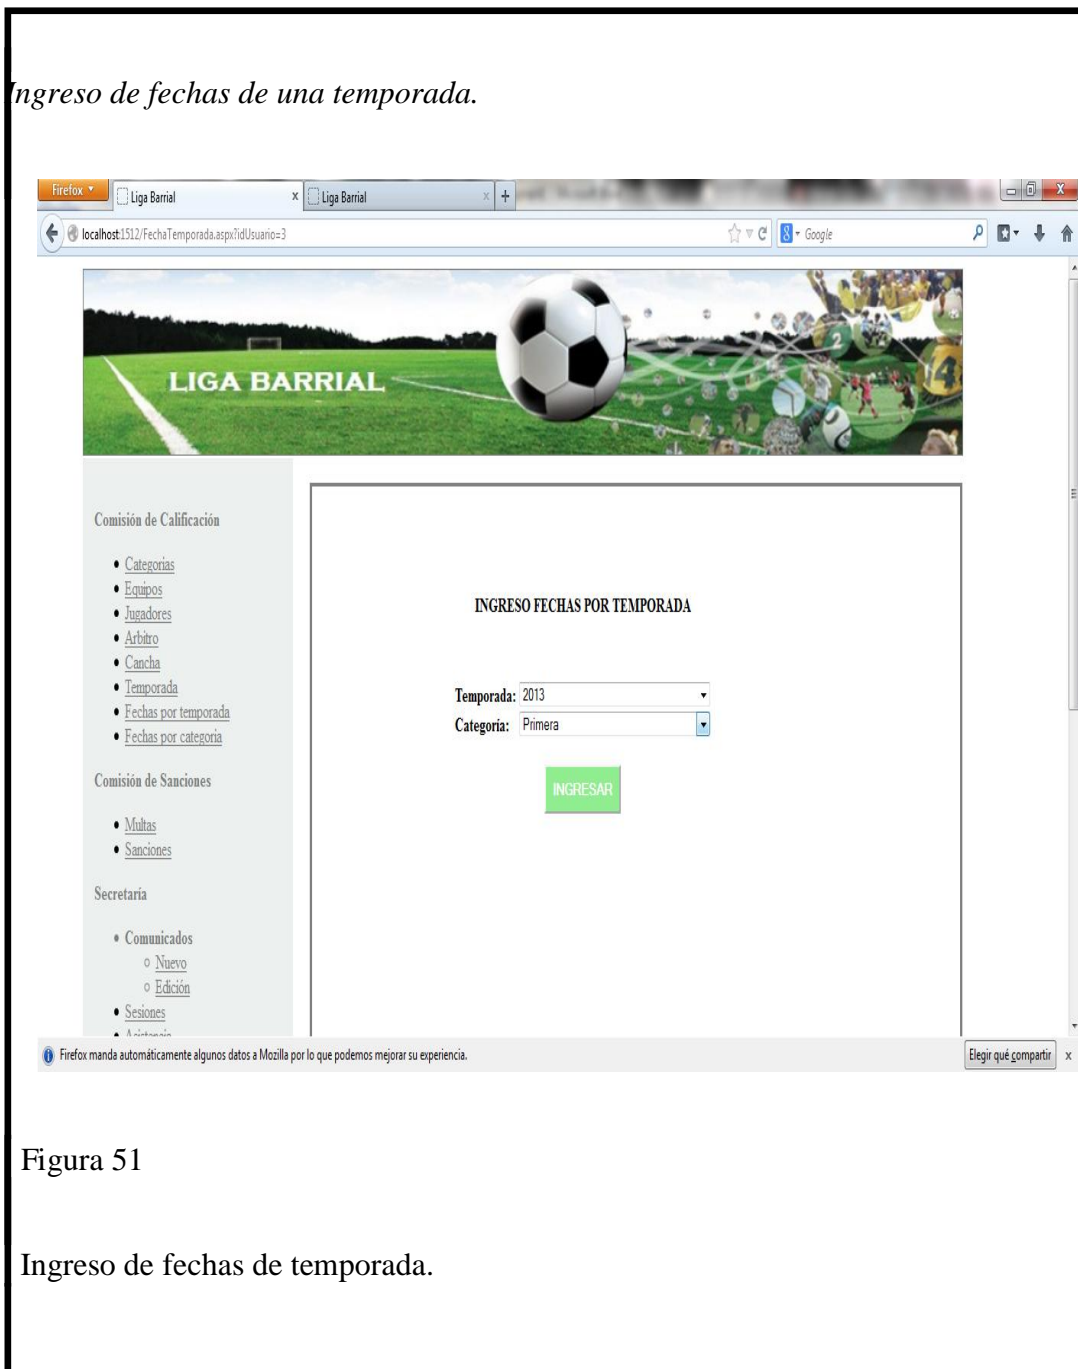 Ingreso de fechas de una temporada.
Firefox
Liga Barrial x
Liga Barrial x
+
localhost:1512/FechaTemporada.aspx?idUsuario=3
Google
LIGA BARRIAL
2
14
Comisión de Calificación
Categorias
Equipos
Jugadores
Arbitro
Cancha
Temporada
Fechas por temporada
Fechas por categoria
Comisión de Sanciones
Multas
Sanciones
Secretaria
Comunicados
Nuevo
Edición
Sesiones
Asistencia
INGRESO FECHAS POR TEMPORADA
Temporada: 2013
Categoría: Primera
INGRESAR
Firefox manda automáticamente algunos datos a Mozilla por lo que podemos mejorar su experiencia.
Elegir qué compartir x
Figura 51
Ingreso de fechas de temporada.